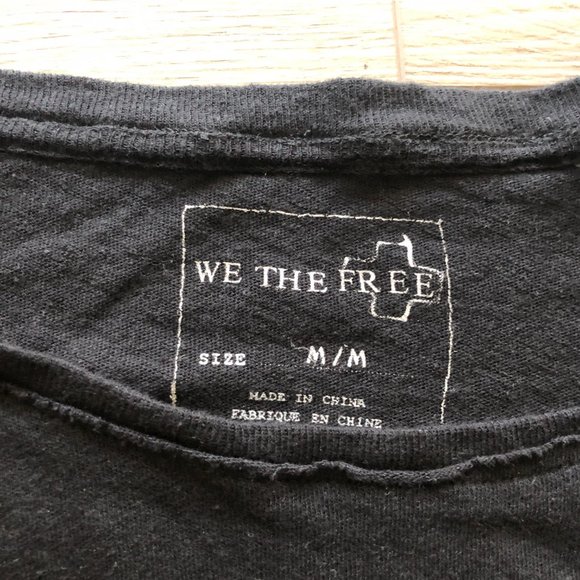 WE THE FREE
SIZE M/M
MADE IN CHINA
FABRIQUE EN CHINE